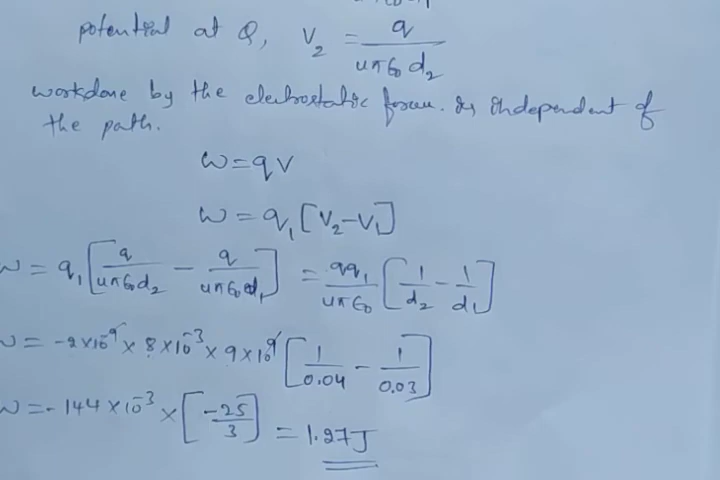 potential at Q, V₂ = q / 4πε₀ d₂
workdone by the electrostatic force is independent of
the path.
W = qV
W = q₁ [V₂ - V₁]
W = q₁ [q / 4πε₀d₂ - q / 4πε₀d₁] = qq₁ / 4πε₀ [1/d₂ - 1/d₁]
W = -2×10⁻⁹ × 8×10⁻³ × 9×10⁹ [1/0.04 - 1/0.03]
W = -144×10⁻³ × [-25/3] = 1.27J